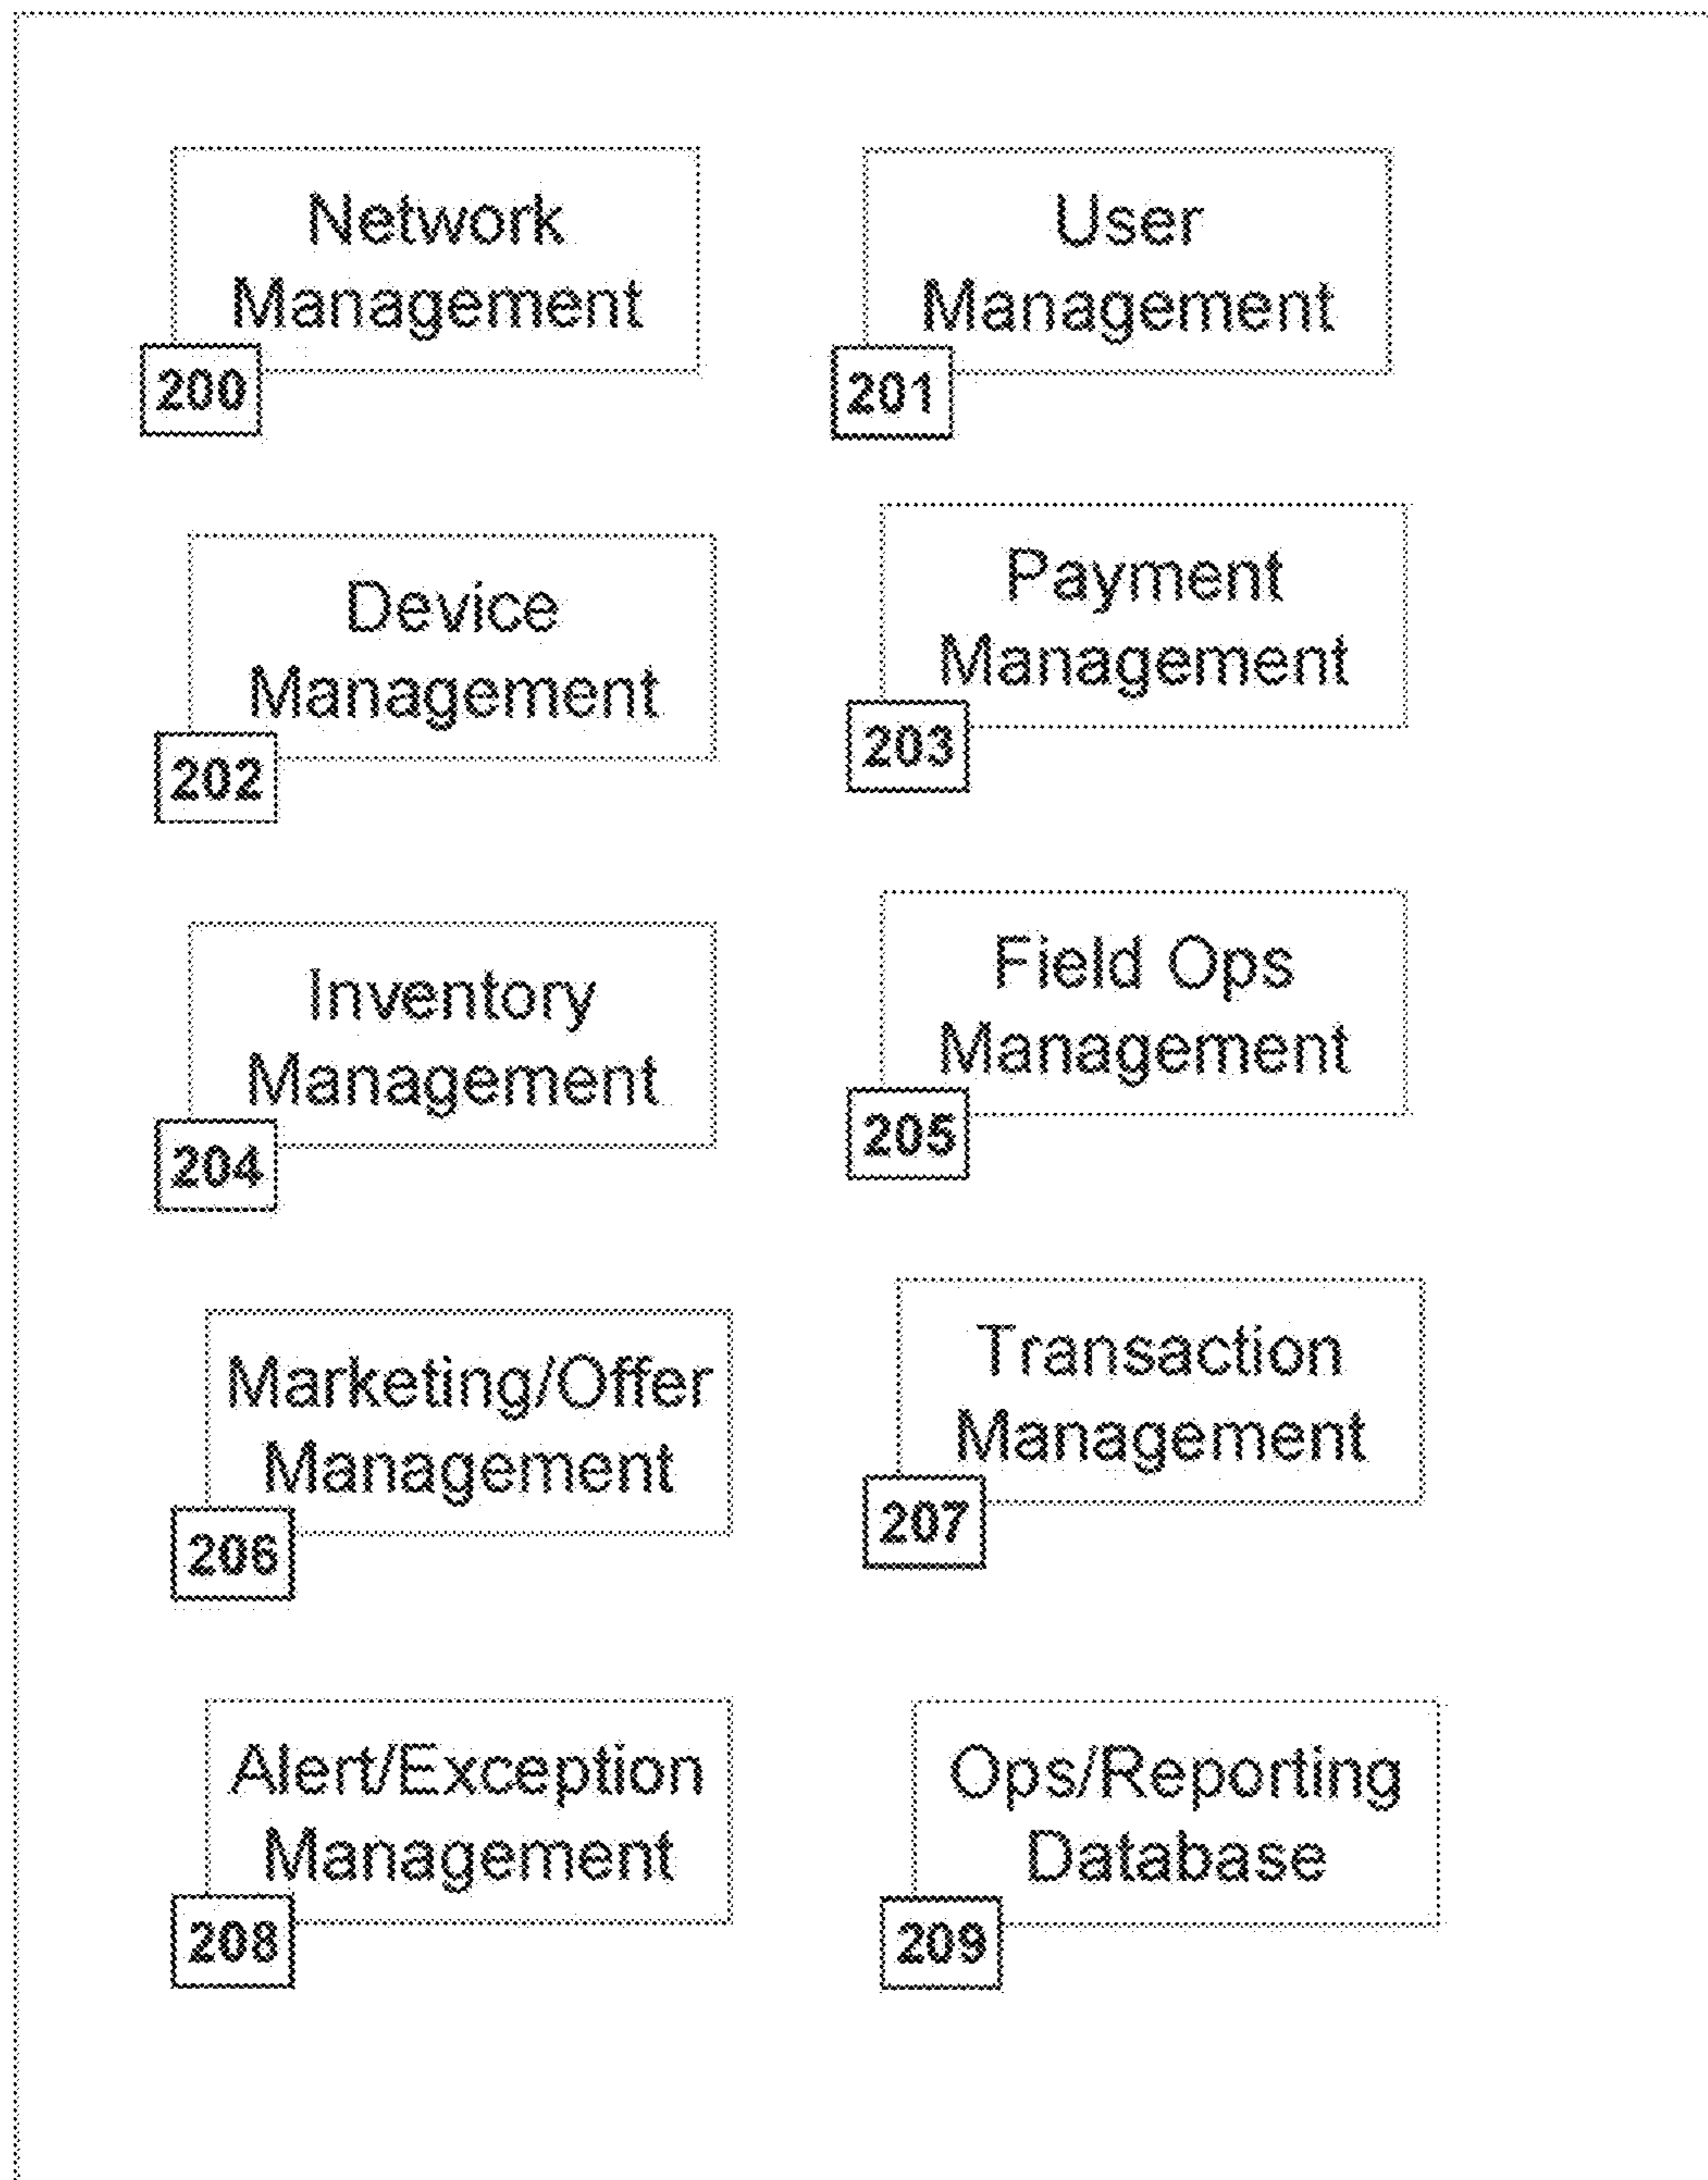 Network
Management
200
User
Management
201
Device
Management
202
Payment
Management
203
Inventory
Management
204
Field Ops
Management
205
Marketing/Offer
Management
206
Transaction
Management
207
Alert/Exception
Management
208
Ops/Reporting
Database
209